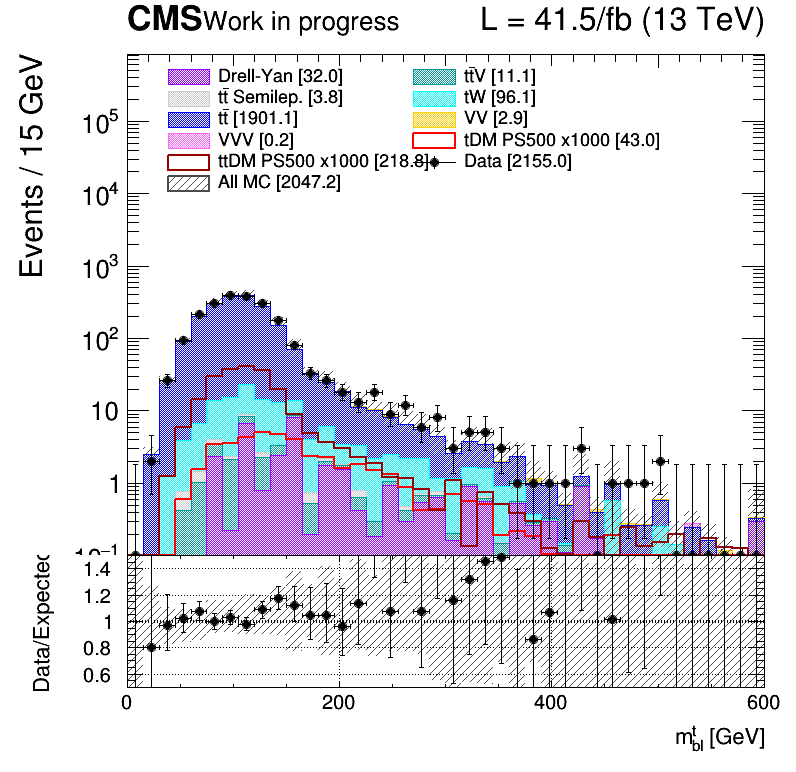 CMS Work in progress L = 41.5/fb (13 TeV)
Events / 15 GeV
Drell-Yan [32.0] tt̄V [11.1]
tt̄ Semilep. [3.8] tW [96.1]
tt̄ [1901.1] VV [2.9]
VVV [0.2] tDM PS500 x1000 [43.0]
ttDM PS500 x1000 [218.8] Data [2155.0]
All MC [2047.2]
10⁵
10⁴
10³
10²
10
1
10⁻¹
Data/Expected
1.4
1.2
1
0.8
0.6
0 200 400 600
m_bl^t [GeV]